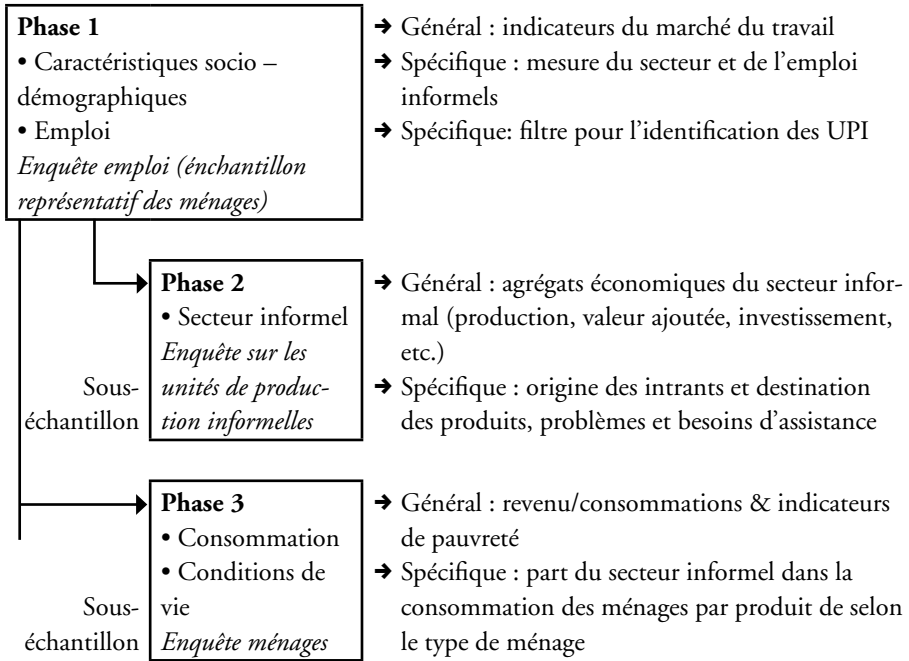 Phase 1
• Caractéristiques socio –
démographiques
• Emploi
Enquête emploi (énchantillon
représentatif des ménages)
➔ Général : indicateurs du marché du travail
➔ Spécifique : mesure du secteur et de l'emploi
informels
➔ Spécifique: filtre pour l'identification des UPI
Sous-
échantillon
Phase 2
• Secteur informel
Enquête sur les
unités de produc-
tion informelles
➔ Général : agrégats économiques du secteur infor-
mal (production, valeur ajoutée, investissement,
etc.)
➔ Spécifique : origine des intrants et destination
des produits, problèmes et besoins d'assistance
Sous-
échantillon
Phase 3
• Consommation
• Conditions de
vie
Enquête ménages
➔ Général : revenu/consommations & indicateurs
de pauvreté
➔ Spécifique : part du secteur informel dans la
consommation des ménages par produit de selon
le type de ménage